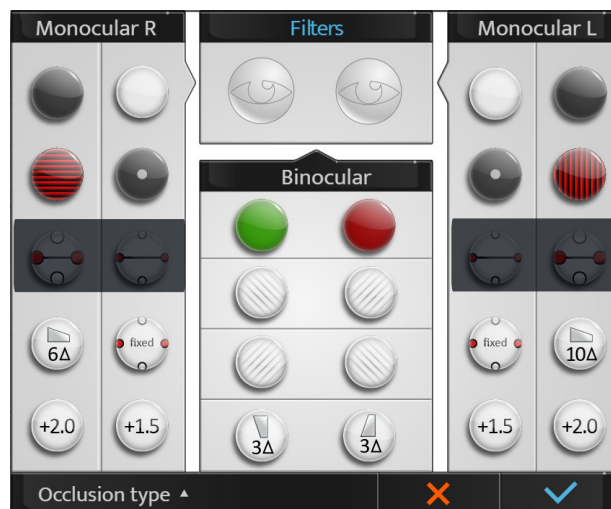 Monocular R
Filters
Monocular L
Binocular
6Δ
fixed
fixed
10Δ
+2.0
+1.5
3Δ
3Δ
+1.5
+2.0
Occlusion type